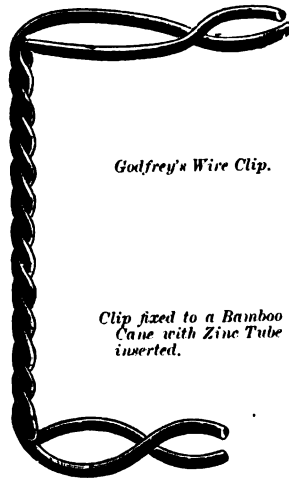 Godfrey's Wire Clip.
Clip fixed to a Bamboo
Cane with Zinc Tube
inserted.